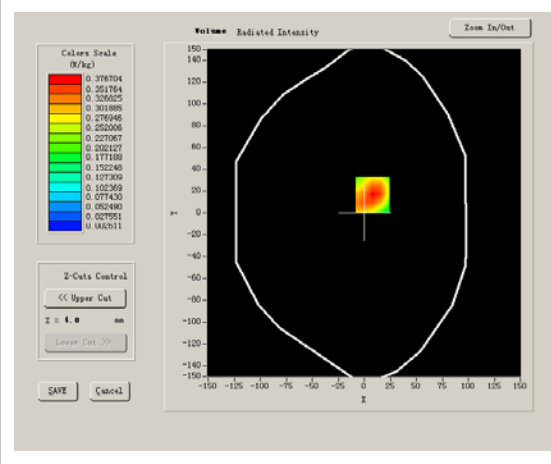 Volume Radiated Intensity
Zoom In/Out
Colors Scale
(W/kg)
0.376704
0.351764
0.326825
0.301885
0.276946
0.252006
0.227067
0.202127
0.177188
0.152248
0.127309
0.102369
0.077430
0.052490
0.027551
0.002611
Z-Cuts Control
<< Upper Cut
Z = 4.0 mm
Lower Cut >>
SAVE
Cancel
150
140
120
100
80
60
40
20
0
-20
-40
-60
-80
-100
-120
-140
-150
-150 -125 -100 -75 -50 -25 0 25 50 75 100 125 150
X